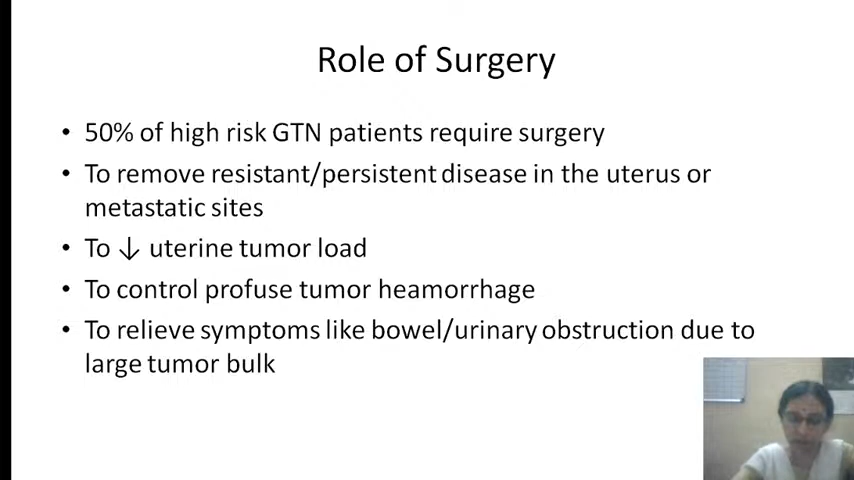 Role of Surgery
• 50% of high risk GTN patients require surgery
• To remove resistant/persistent disease in the uterus or
metastatic sites
• To ↓ uterine tumor load
• To control profuse tumor heamorrhage
• To relieve symptoms like bowel/urinary obstruction due to
large tumor bulk